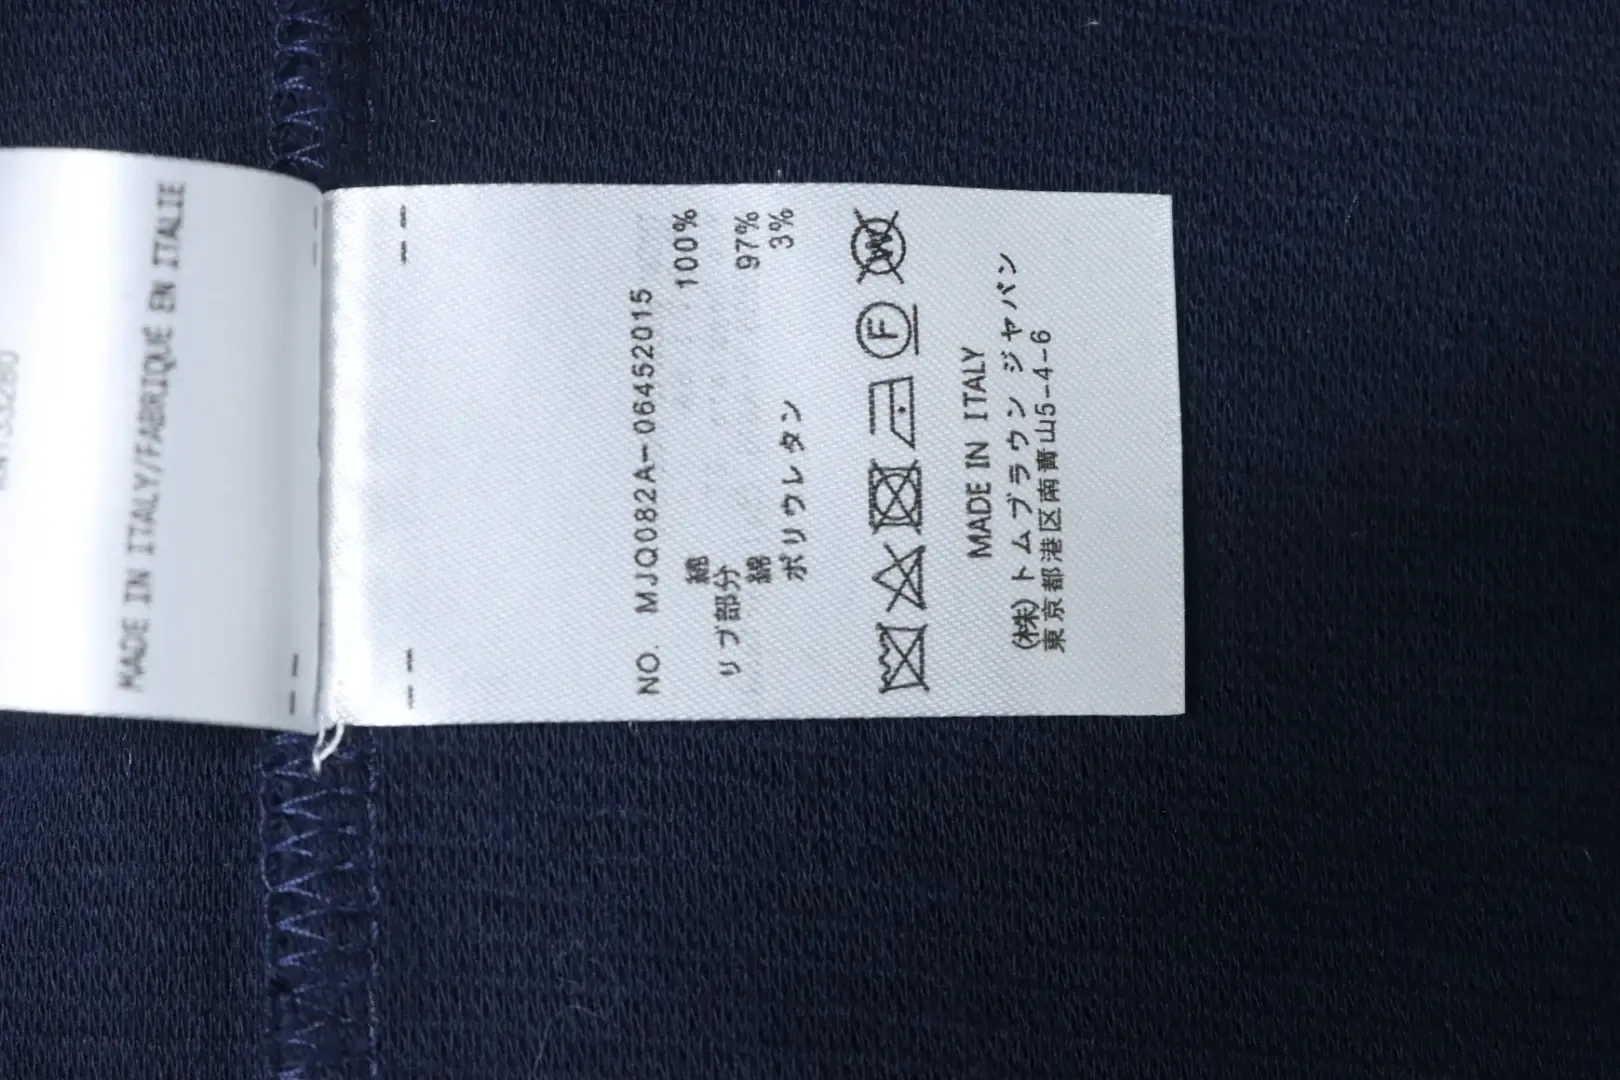 MADE IN ITALY/FABRIQUÉ EN ITALIE
NO. MJQ082A-06452015
綿 100%
リブ部分
綿 97%
ポリウレタン 3%
W F
MADE IN ITALY
(株)トムブラウン ジャパン
東京都港区南青山5-4-6